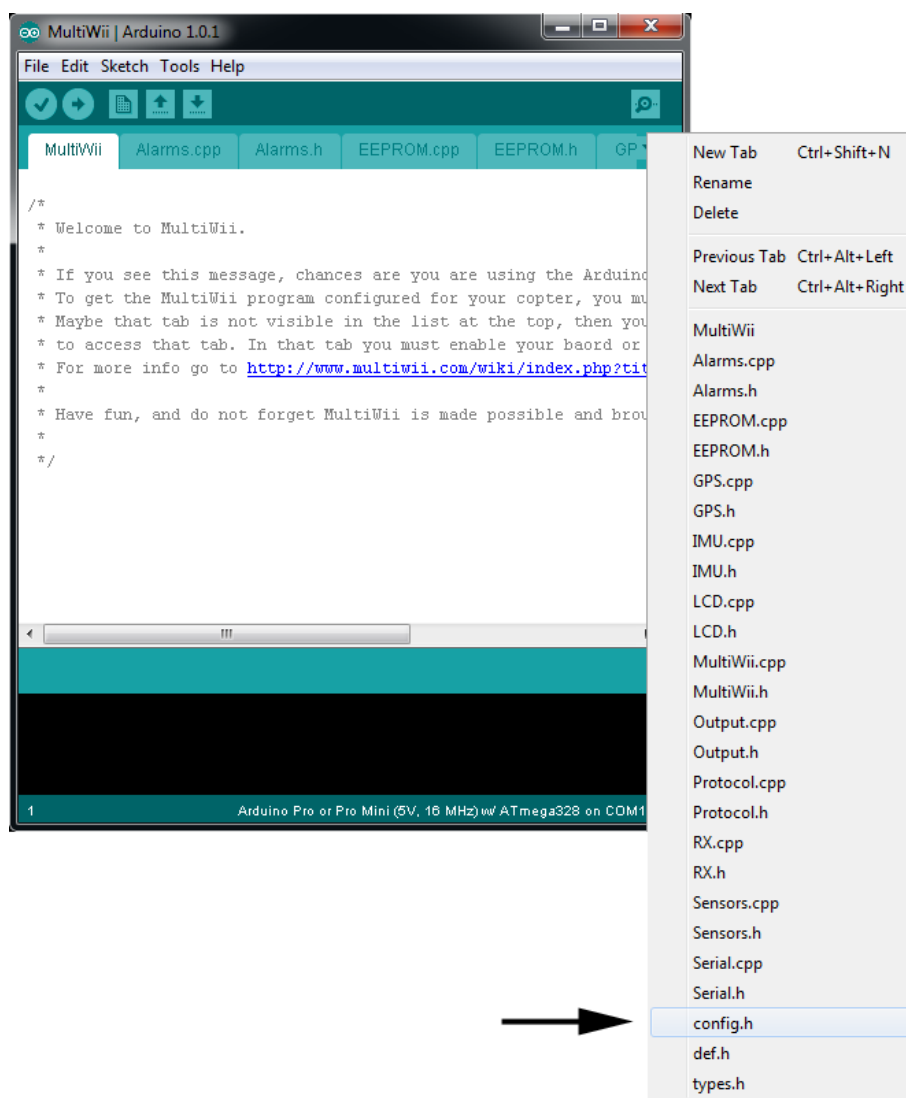 MultiWii | Arduino 1.0.1
File Edit Sketch Tools Help
MultiWii Alarms.cpp Alarms.h EEPROM.cpp EEPROM.h GP
/*
* Welcome to MultiWii.
*
* If you see this message, chances are you are using the Arduino
* To get the MultiWii program configured for your copter, you mu
* Maybe that tab is not visible in the list at the top, then you
* to access that tab. In that tab you must enable your baord or
* For more info go to http://www.multiwii.com/wiki/index.php?tit
*
* Have fun, and do not forget MultiWii is made possible and brou
*
*/
1 Arduino Pro or Pro Mini (5V, 16 MHz) w/ ATmega328 on COM1
New Tab Ctrl+Shift+N
Rename
Delete
Previous Tab Ctrl+Alt+Left
Next Tab Ctrl+Alt+Right
MultiWii
Alarms.cpp
Alarms.h
EEPROM.cpp
EEPROM.h
GPS.cpp
GPS.h
IMU.cpp
IMU.h
LCD.cpp
LCD.h
MultiWii.cpp
MultiWii.h
Output.cpp
Output.h
Protocol.cpp
Protocol.h
RX.cpp
RX.h
Sensors.cpp
Sensors.h
Serial.cpp
Serial.h
config.h
def.h
types.h